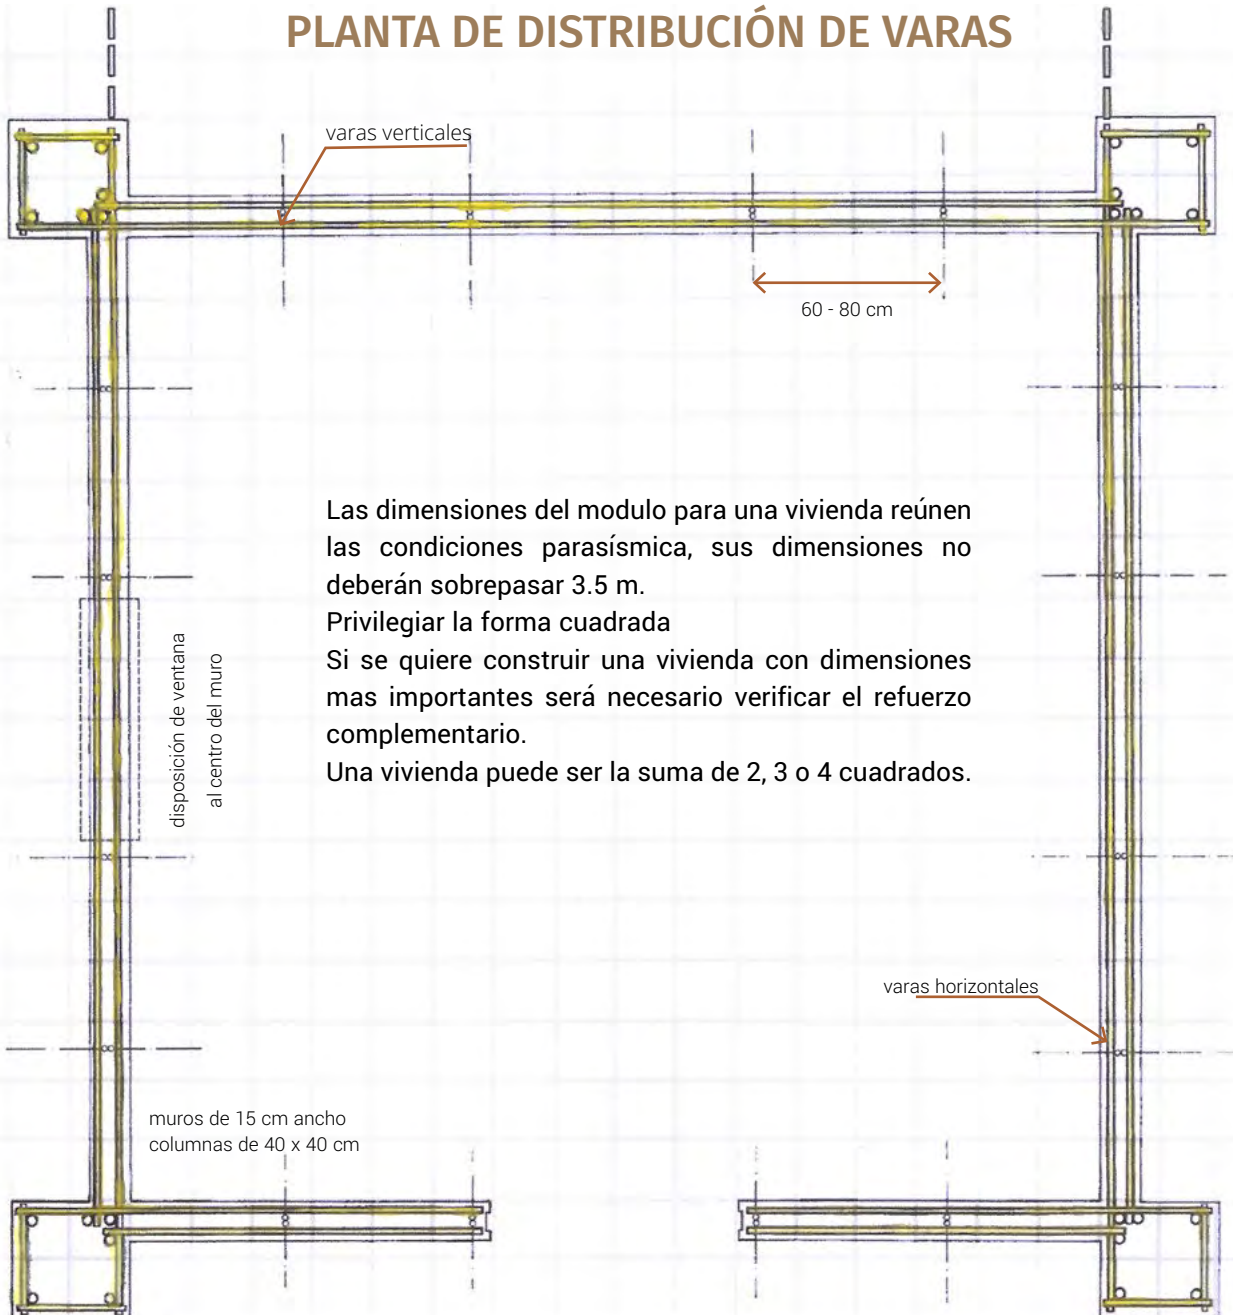 PLANTA DE DISTRIBUCIÓN DE VARAS
varas verticales
60 - 80 cm
Las dimensiones del modulo para una vivienda reúnen
las condiciones parasísmica, sus dimensiones no
deberán sobrepasar 3.5 m.
Privilegiar la forma cuadrada
Si se quiere construir una vivienda con dimensiones
mas importantes será necesario verificar el refuerzo
complementario.
Una vivienda puede ser la suma de 2, 3 o 4 cuadrados.
disposición de ventana
al centro del muro
varas horizontales
muros de 15 cm ancho
columnas de 40 x 40 cm